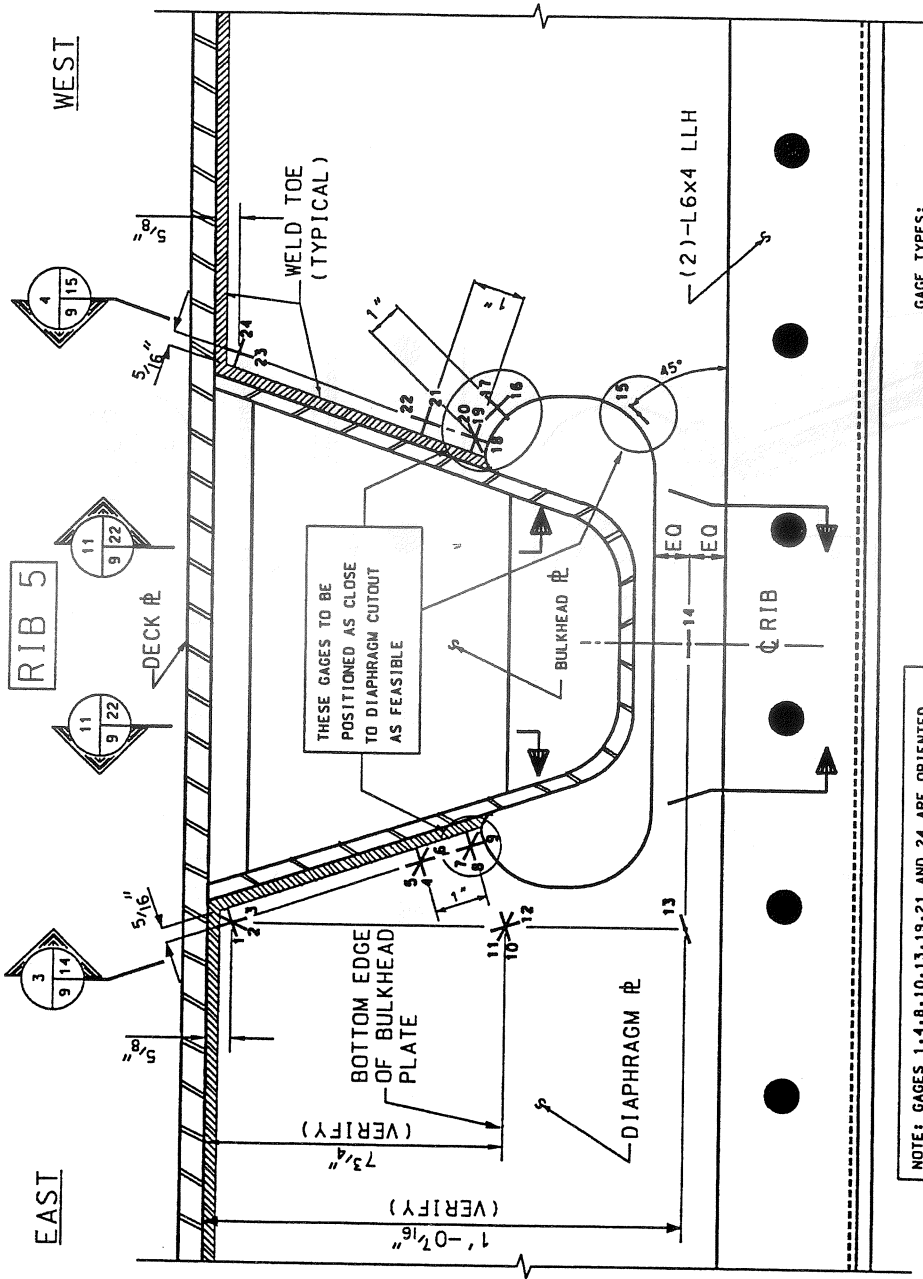 EAST
RIB 5
WEST
3
9 14
11
9 22
11
9 22
4
9 15
5/16"
5/16"
5/8"
5/8"
DECK PL
WELD TOE
(TYPICAL)
1
2
3
24
23
THESE GAGES TO BE
POSITIONED AS CLOSE
TO DIAPHRAGM CUTOUT
AS FEASIBLE
5
4
6
7
8
9
1"
22
21
20
19
18
17
16
1"
1"
15
45°
BOTTOM EDGE
OF BULKHEAD
PLATE
11
10
12
13
7 3/4"
(VERIFY)
1'-0 7/16"
(VERIFY)
BULKHEAD PL
DIAPHRAGM PL
EQ
EQ
14
CL RIB
(2)-L6x4 LLH
NOTE: GAGES 1,4,8,10,13,19,21 AND 24 ARE ORIENTED
GAGE TYPES: